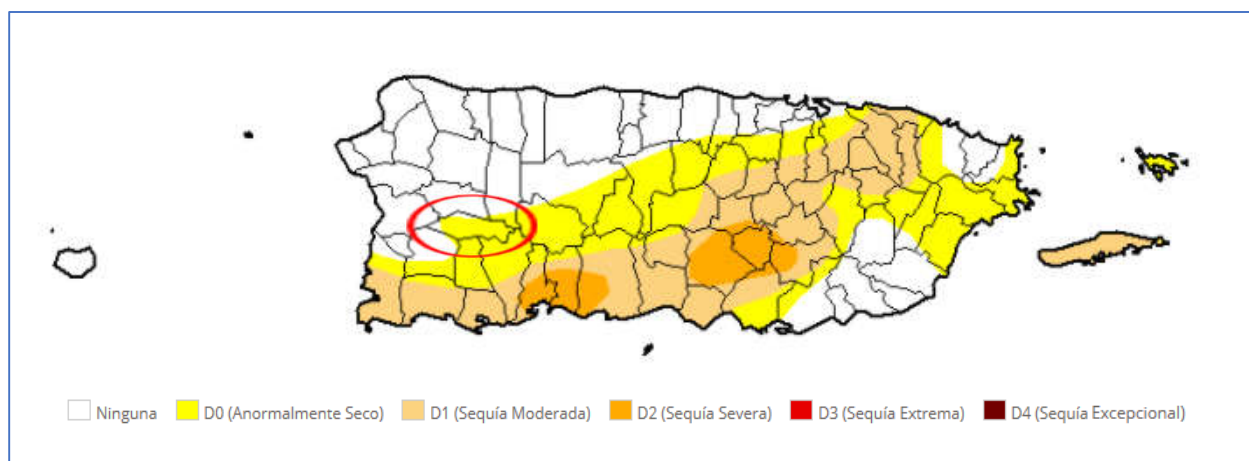 Ninguna D0 (Anormalmente Seco) D1 (Sequía Moderada) D2 (Sequía Severa) D3 (Sequía Extrema) D4 (Sequía Excepcional)